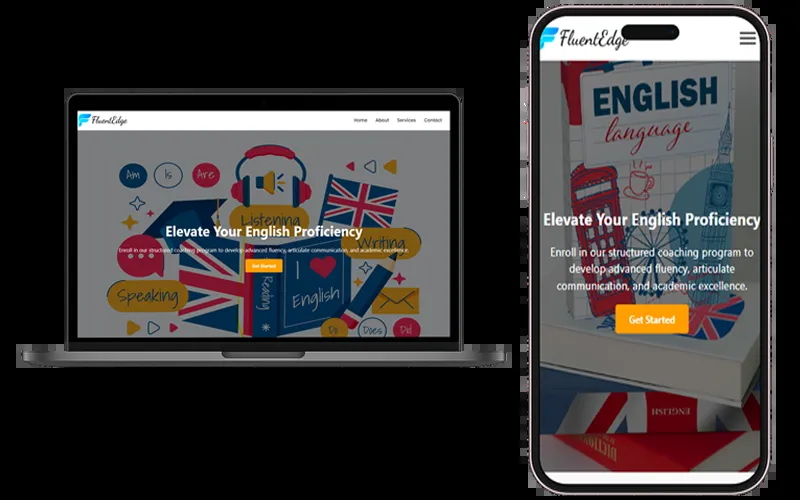 FluentEdge
Home About Services Contact
Am Is Are
Listening
Elevate Your English Proficiency
Writing
Enroll in our structured coaching program to develop advanced fluency, articulate communication, and academic excellence.
Get Started
Speaking
Reading
I
English
Do Does Did
FluentEdge
ENGLISH
language
Elevate Your English Proficiency
Enroll in our structured coaching program to
develop advanced fluency, articulate
communication, and academic excellence.
Get Started
ENGLISH